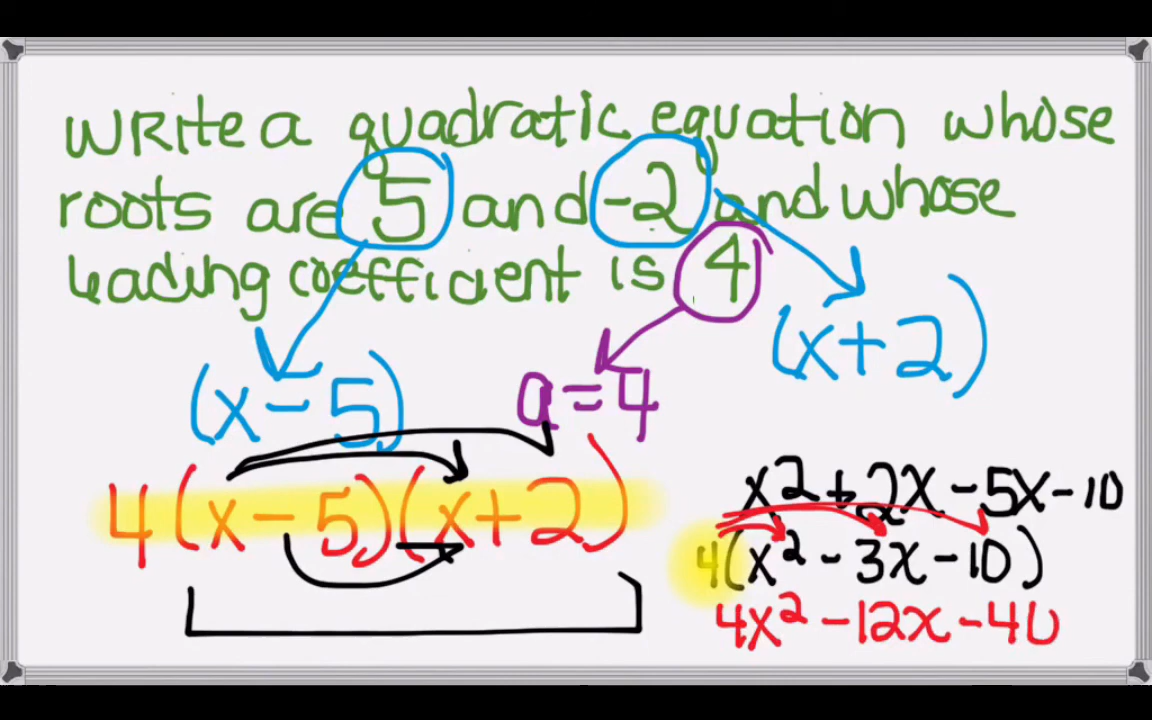 Write a quadratic equation whose
roots are 5 and -2 and whose
leading coefficient is 4
(x+2)
(x-5)
a=4
4(x-5)(x+2)
x2+2x-5x-10
4(x2-3x-10)
4x2-12x-40